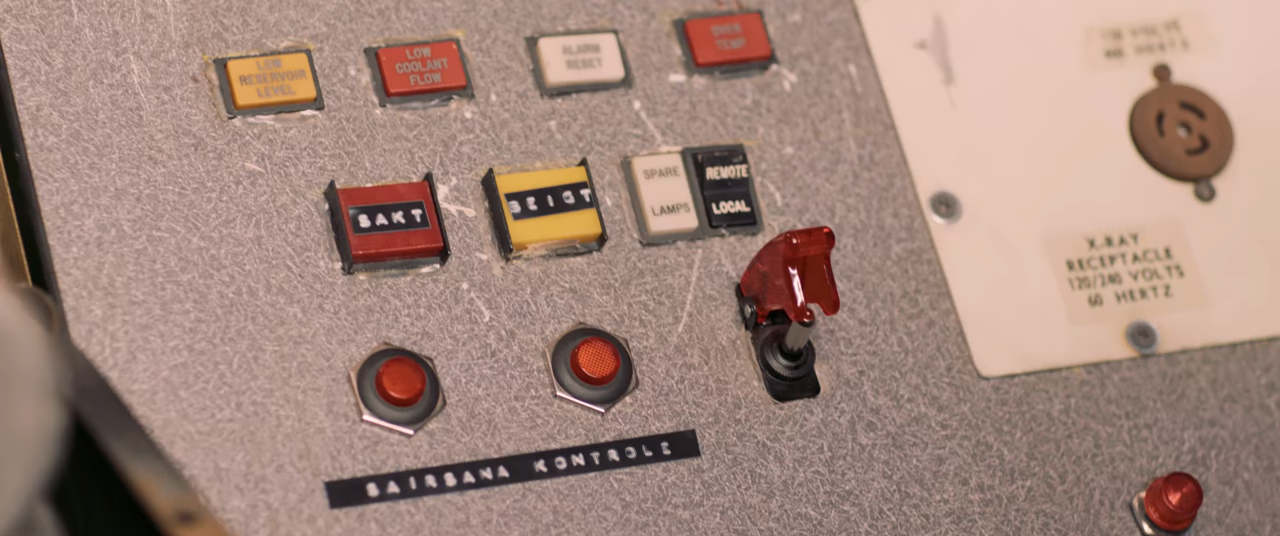 LOW
RESERVOIR
LEVEL
LOW
COOLANT
FLOW
ALARM
RESET
OVER
TEMP
SAKT
BEIGT
SPARE
LAMPS
REMOTE
LOCAL
X-RAY
RECEPTACLE
120/240 VOLTS
60 HERTZ
SAIRSANA KONTROLE